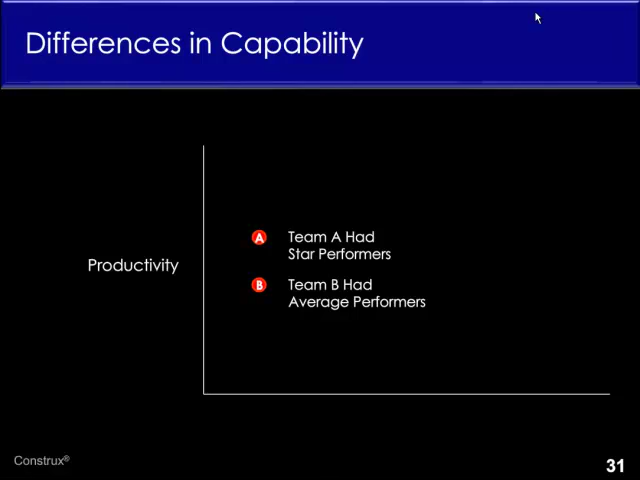 Differences in Capability
Productivity
A Team A Had
Star Performers
B Team B Had
Average Performers
Construx®
31